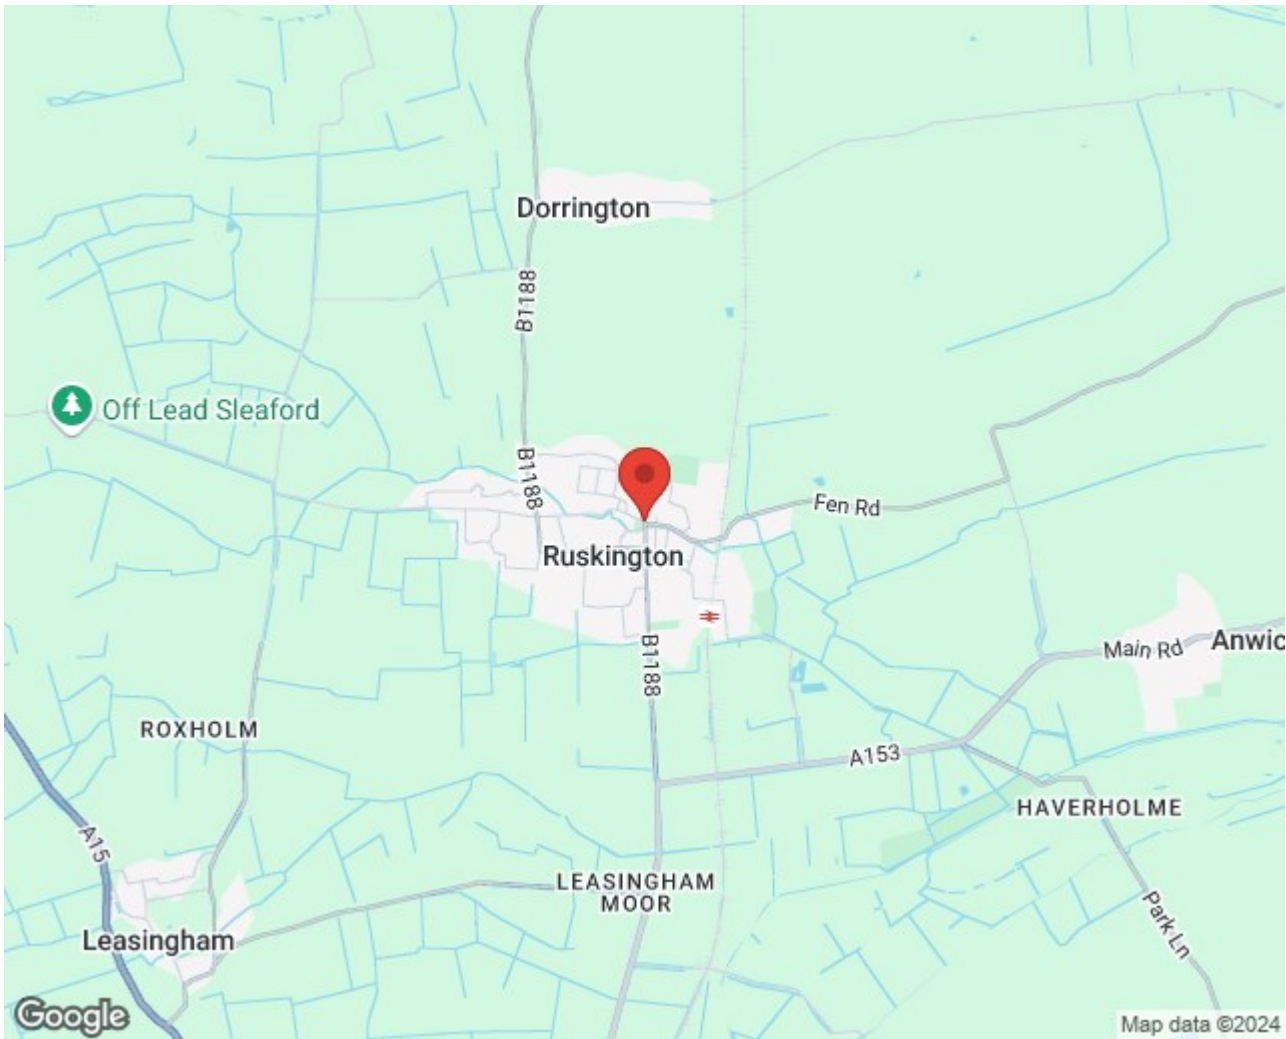 Dorrington
B1188
Off Lead Sleaford
B1188
Fen Rd
Ruskington
B1188
Main Rd
Anwic
ROXHOLM
A153
HAVERHOLME
A15
LEASINGHAM
MOOR
Park Ln
Leasingham
Google
Map data ©2024